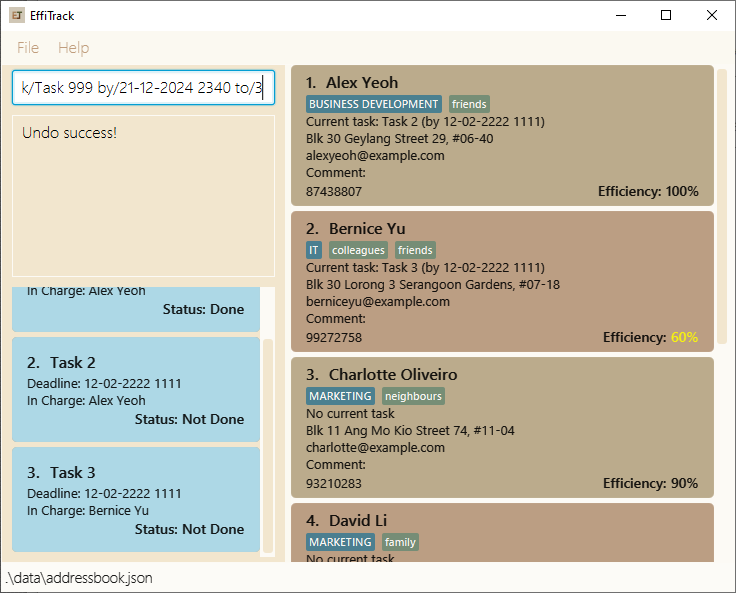 EffiTrack
File Help
k/Task 999 by/21-12-2024 2340 to/3
Undo success!
In Charge: Alex Yeoh
Status: Done
2. Task 2
Deadline: 12-02-2222 1111
In Charge: Alex Yeoh
Status: Not Done
3. Task 3
Deadline: 12-02-2222 1111
In Charge: Bernice Yu
Status: Not Done
1. Alex Yeoh
BUSINESS DEVELOPMENT friends
Current task: Task 2 (by 12-02-2222 1111)
Blk 30 Geylang Street 29, #06-40
alexyeoh@example.com
Comment:
87438807 Efficiency: 100%
2. Bernice Yu
IT colleagues friends
Current task: Task 3 (by 12-02-2222 1111)
Blk 30 Lorong 3 Serangoon Gardens, #07-18
berniceyu@example.com
Comment:
99272758 Efficiency: 60%
3. Charlotte Oliveiro
MARKETING neighbours
No current task
Blk 11 Ang Mo Kio Street 74, #11-04
charlotte@example.com
Comment:
93210283 Efficiency: 90%
4. David Li
MARKETING family
No current task
.\data\addressbook.json